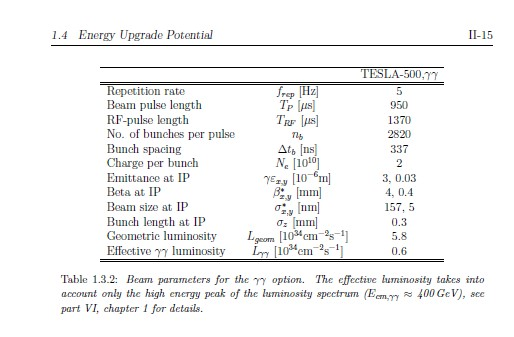 1.4 Energy Upgrade Potential II-15
TESLA-500,γγ
Repetition rate f_rep [Hz] 5
Beam pulse length T_P [μs] 950
RF-pulse length T_RF [μs] 1370
No. of bunches per pulse n_b 2820
Bunch spacing Δt_b [ns] 337
Charge per bunch N_e [10^10] 2
Emittance at IP γε_x,y [10^-6m] 3, 0.03
Beta at IP β*_x,y [mm] 4, 0.4
Beam size at IP σ*_x,y [nm] 157, 5
Bunch length at IP σ_z [mm] 0.3
Geometric luminosity L_geom [10^34cm^-2s^-1] 5.8
Effective γγ luminosity L_γγ [10^34cm^-2s^-1] 0.6
Table 1.3.2: Beam parameters for the γγ option. The effective luminosity takes into
account only the high energy peak of the luminosity spectrum (E_cm,γγ ≈ 400 GeV), see
part VI, chapter 1 for details.